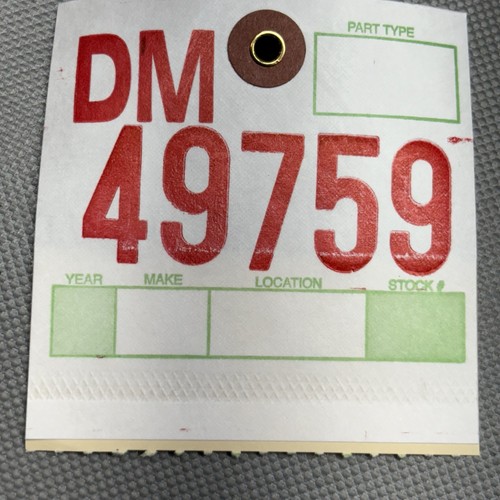 DM
PART TYPE
49759
YEAR MAKE LOCATION STOCK #